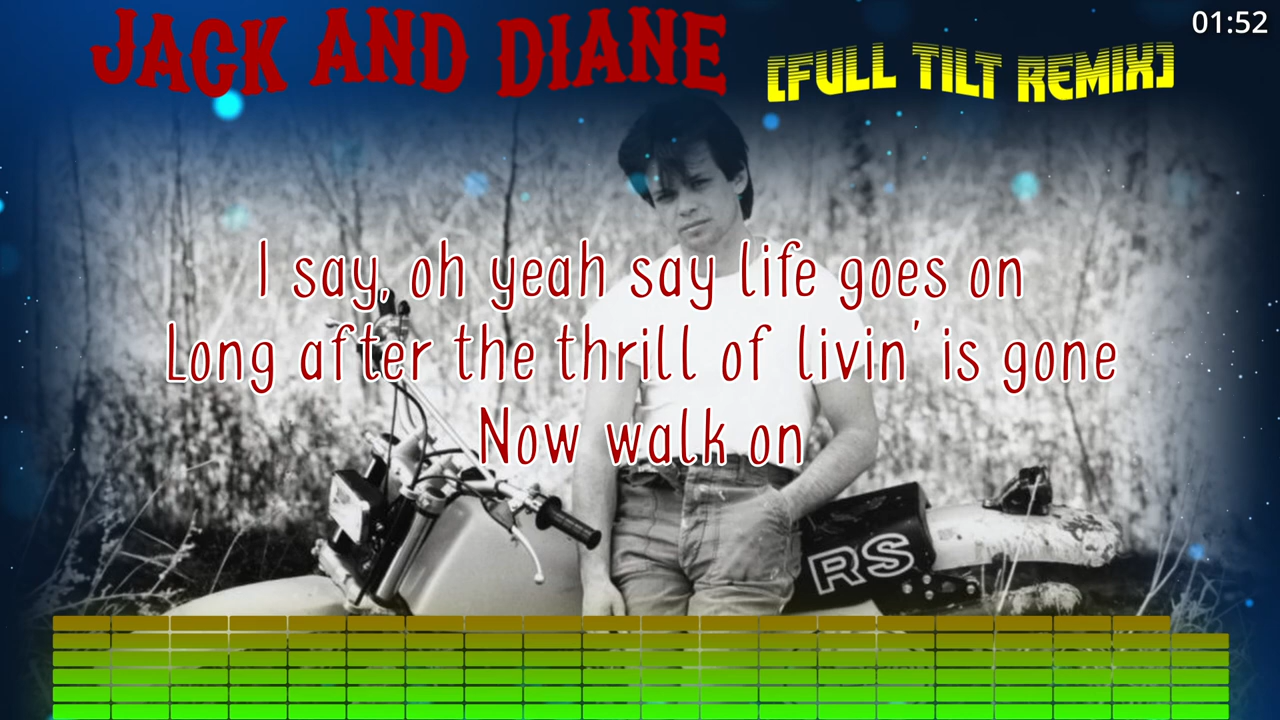 JACK AND DIANE
[FULL TILT REMIX]
01:52
I say, oh yeah say life goes on
Long after the thrill of livin' is gone
Now walk on
RS